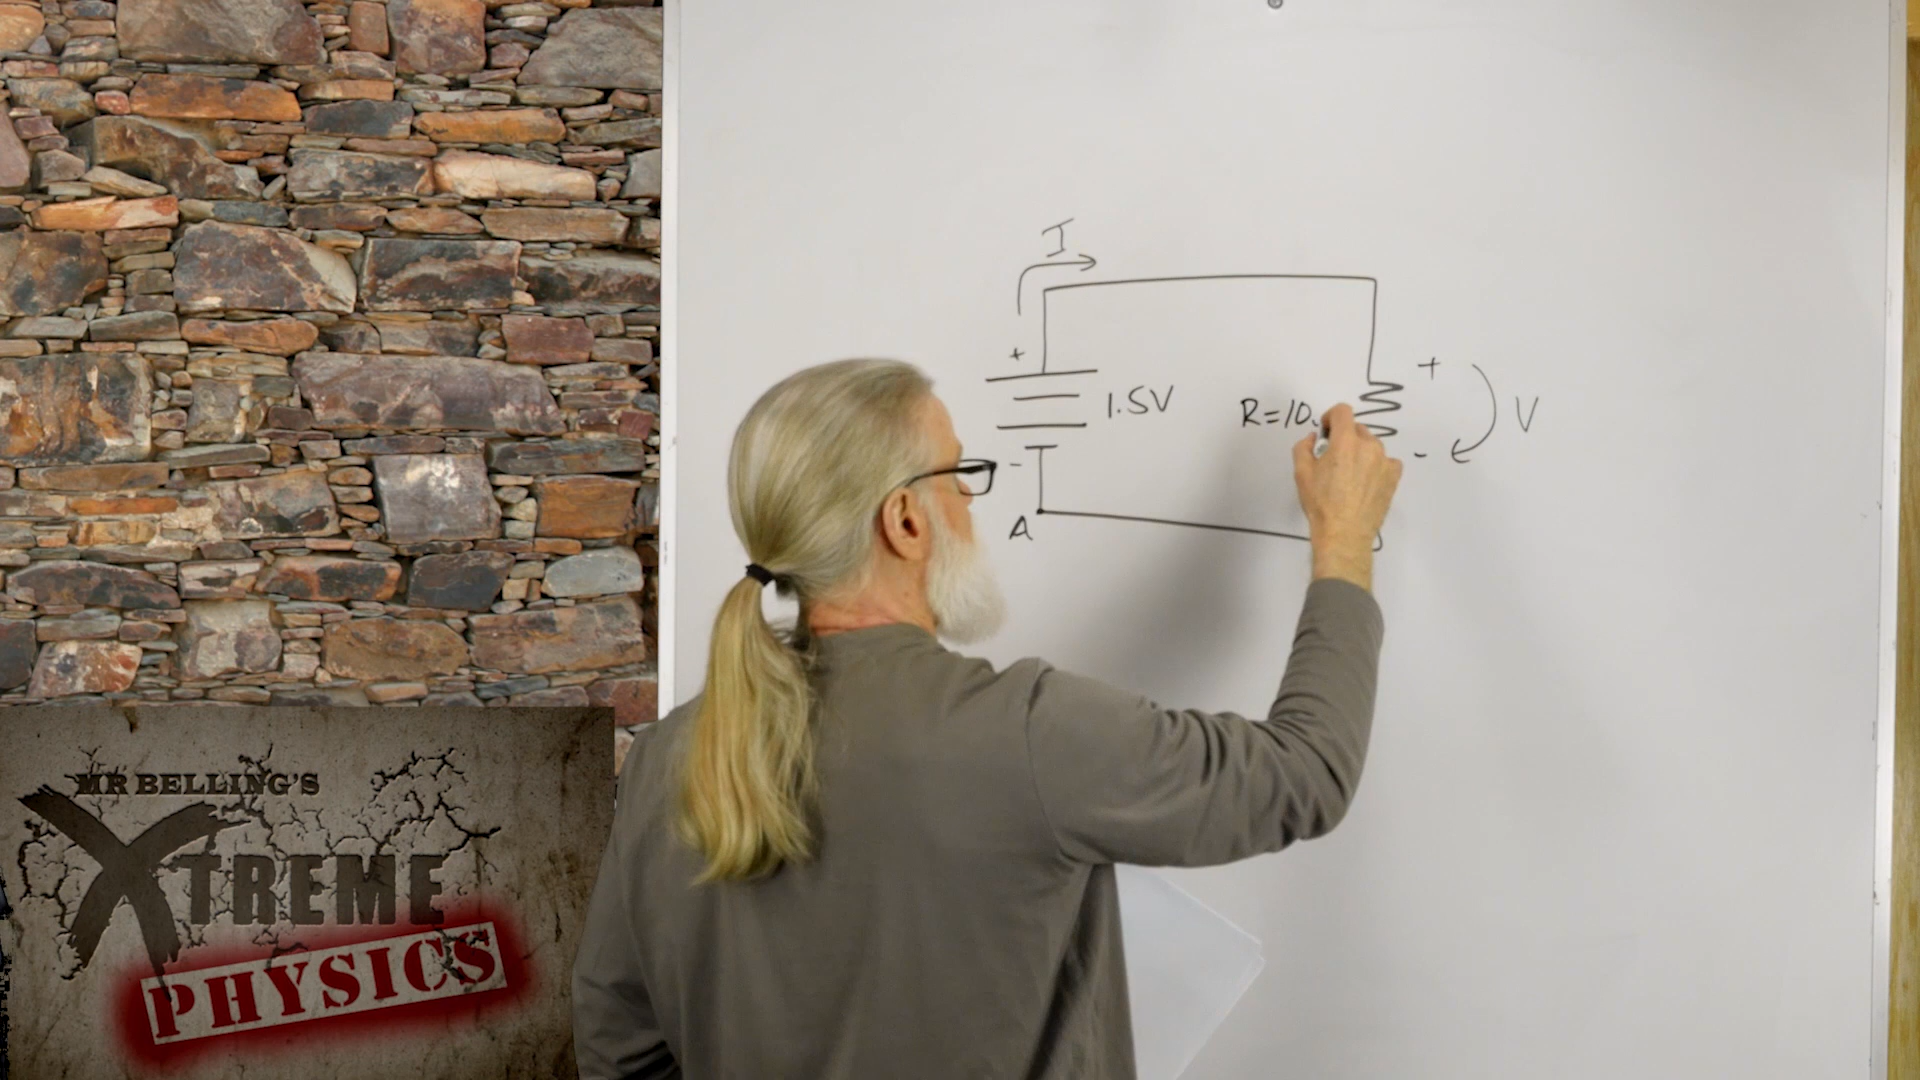 I
+
+
1.5V
R=10
V
-
-
A
MR BELLING'S
XTREME
PHYSICS